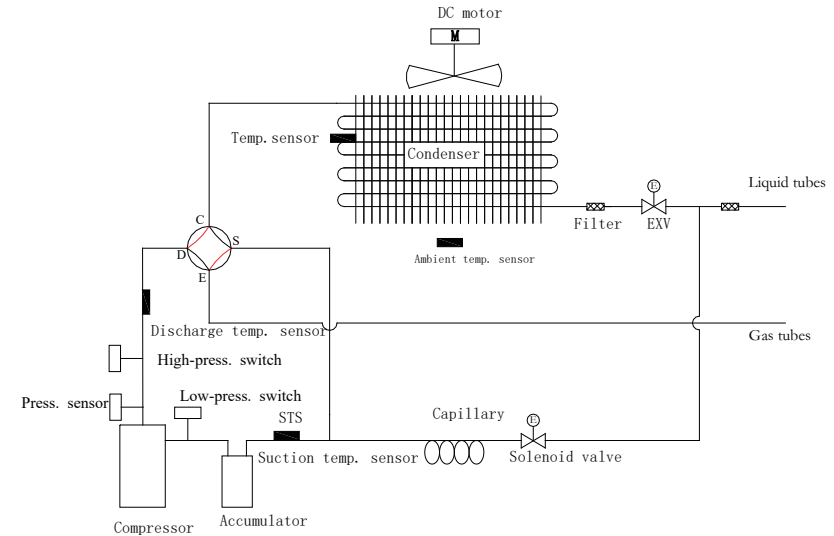 DC motor
M
Temp. sensor
Condenser
E
Liquid tubes
Filter
EXV
C
S
D
E
Ambient temp. sensor
Discharge temp. sensor
Gas tubes
High-press. switch
Low-press. switch
Press. sensor
STS
Capillary
E
Suction temp. sensor
Solenoid valve
Compressor
Accumulator